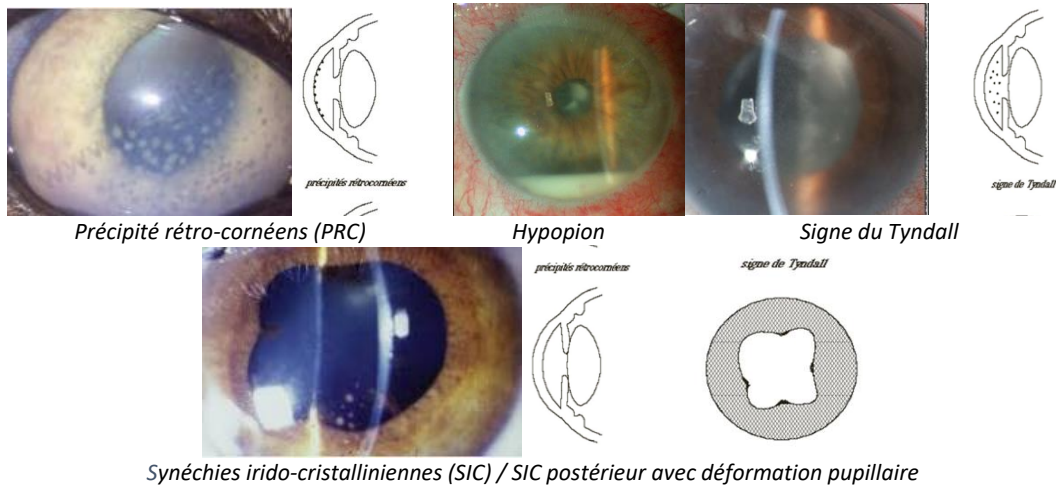 précipités rétrocornéens
signe de Tyndall
Précipité rétro-cornéens (PRC)
Hypopion
Signe du Tyndall
précipités rétrocornéens
signe de Tyndall
Synéchies irido-cristalliniennes (SIC) / SIC postérieur avec déformation pupillaire